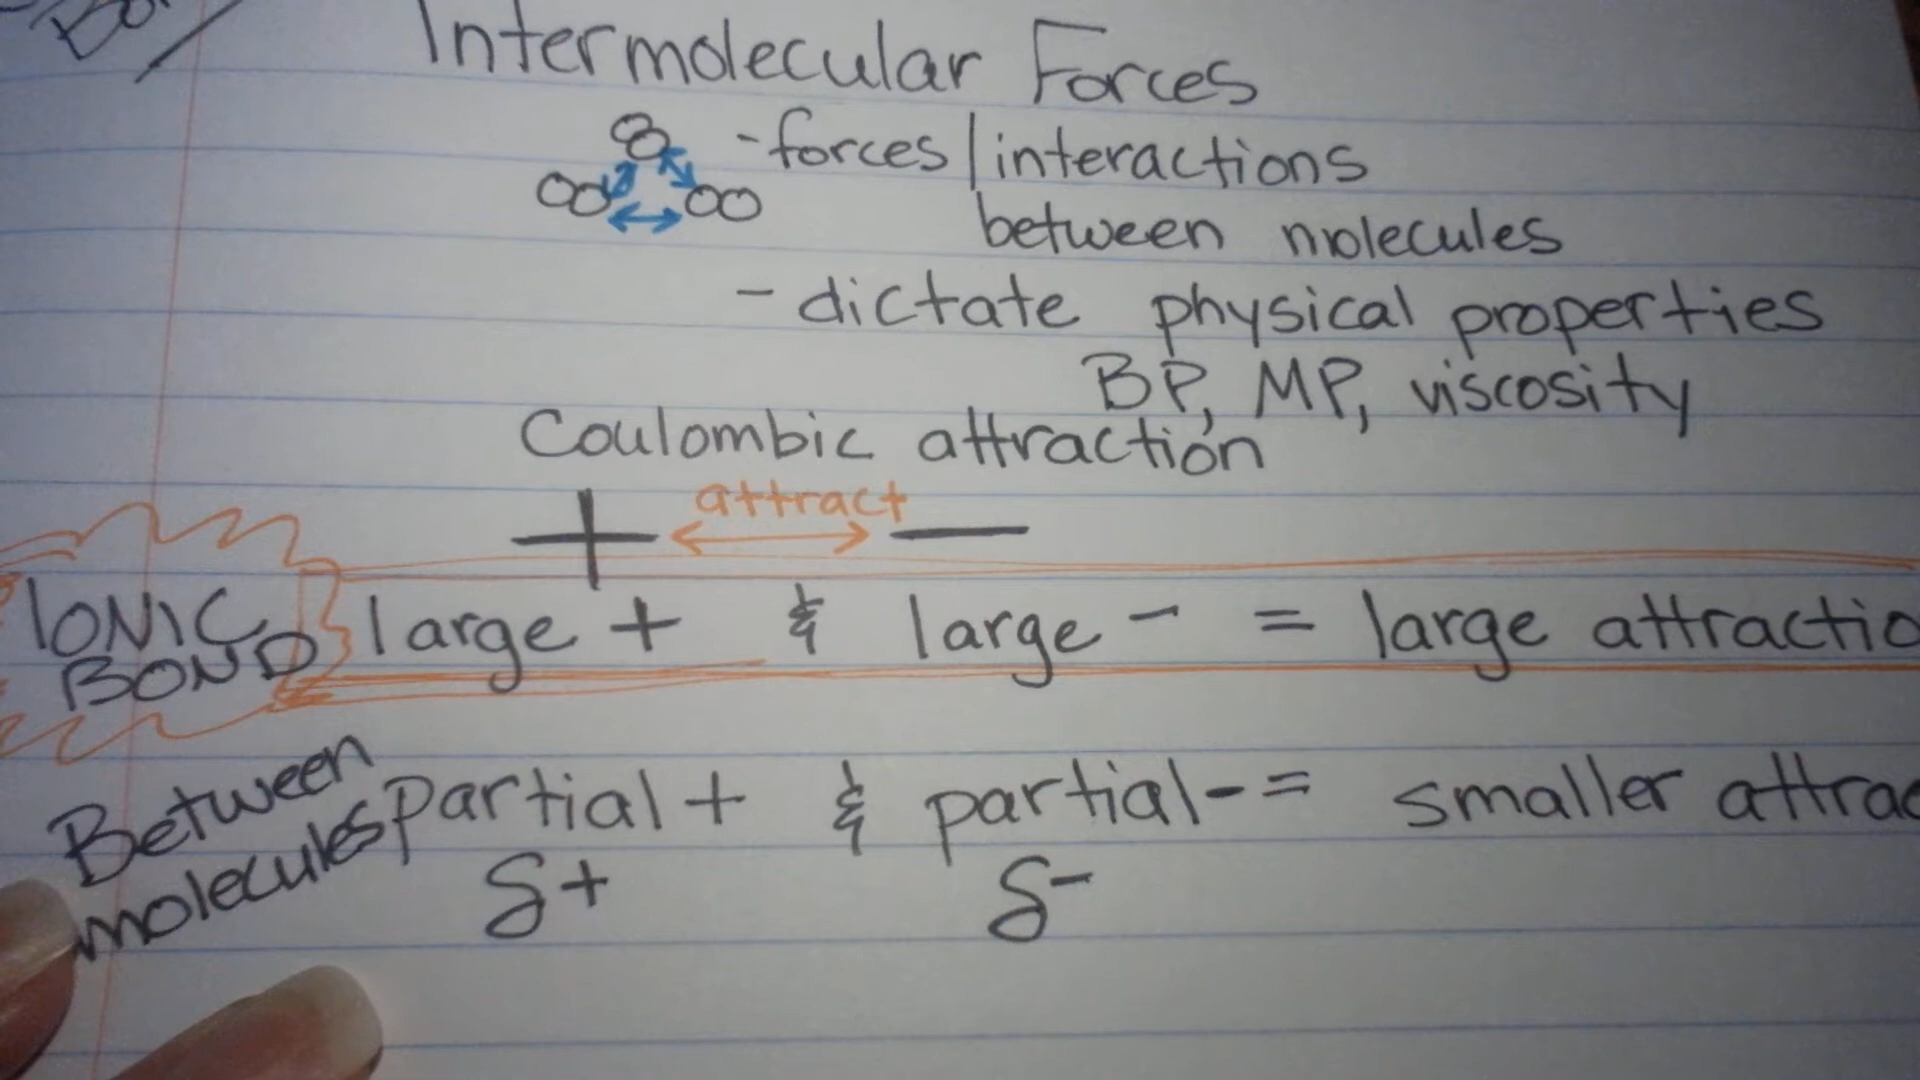 Intermolecular Forces
-forces/interactions
between molecules
- dictate physical properties
BP, MP, viscosity
Coulombic attraction
+ attract -
IONIC BOND large + & large - = large attractio
Between molecules partial + & partial - = smaller attrac
δ+ δ-